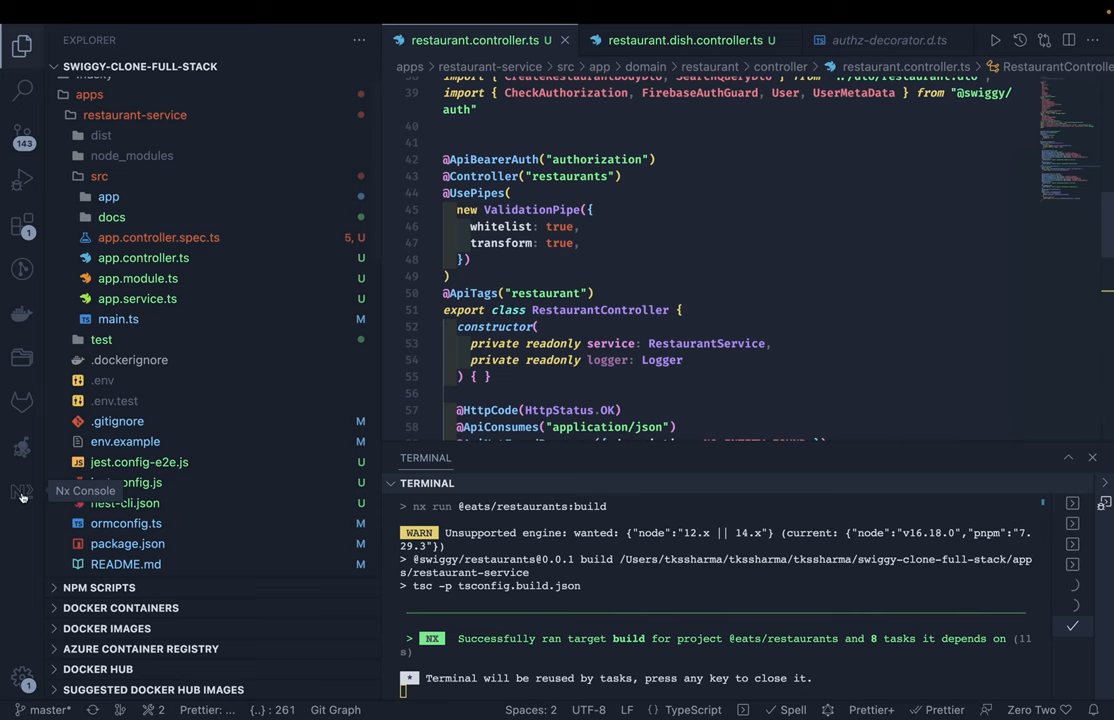 EXPLORER
SWIGGY-CLONE-FULL-STACK
apps
restaurant-service
dist
node_modules
src
app
docs
app.controller.spec.ts 5, U
app.controller.ts U
app.module.ts U
app.service.ts U
main.ts M
test
.dockerignore
.env
.env.test
.gitignore M
env.example M
jest.config-e2e.js U
U
nest-cli.json U
ormconfig.ts M
package.json M
README.md M
NPM SCRIPTS
DOCKER CONTAINERS
DOCKER IMAGES
AZURE CONTAINER REGISTRY
DOCKER HUB
SUGGESTED DOCKER HUB IMAGES
143
1
Nx Console
1
restaurant.controller.ts U
restaurant.dish.controller.ts U
authz-decorator.d.ts
apps > restaurant-service > src > app > domain > restaurant > controller > restaurant.controller.ts > RestaurantController
39 import { CheckAuthorization, FirebaseAuthGuard, User, UserMetaData } from "@swiggy/
auth"
40
41
42 @ApiBearerAuth("authorization")
43 @Controller("restaurants")
44 @UsePipes(
45 new ValidationPipe({
46 whitelist: true,
47 transform: true,
48 })
49 )
50 @ApiTags("restaurant")
51 export class RestaurantController {
52 constructor(
53 private readonly service: RestaurantService,
54 private readonly logger: Logger
55 ) { }
56
57 @HttpCode(HttpStatus.OK)
58 @ApiConsumes("application/json")
TERMINAL
TERMINAL
> nx run @eats/restaurants:build
WARN Unsupported engine: wanted: {"node":"12.x || 14.x"} (current: {"node":"v16.18.0","pnpm":"7.
29.3"})
> @swiggy/restaurants@0.0.1 build /Users/tkssharma/tkssharma/swiggy-clone-full-stack/app
s/restaurant-service
> tsc -p tsconfig.build.json
> NX Successfully ran target build for project @eats/restaurants and 8 tasks it depends on (11
s)
* Terminal will be reused by tasks, press any key to close it.
master* 2 Prettier: ... {..} : 261 Git Graph Spaces: 2 UTF-8 LF {} TypeScript Spell Prettier+ Prettier Zero Two